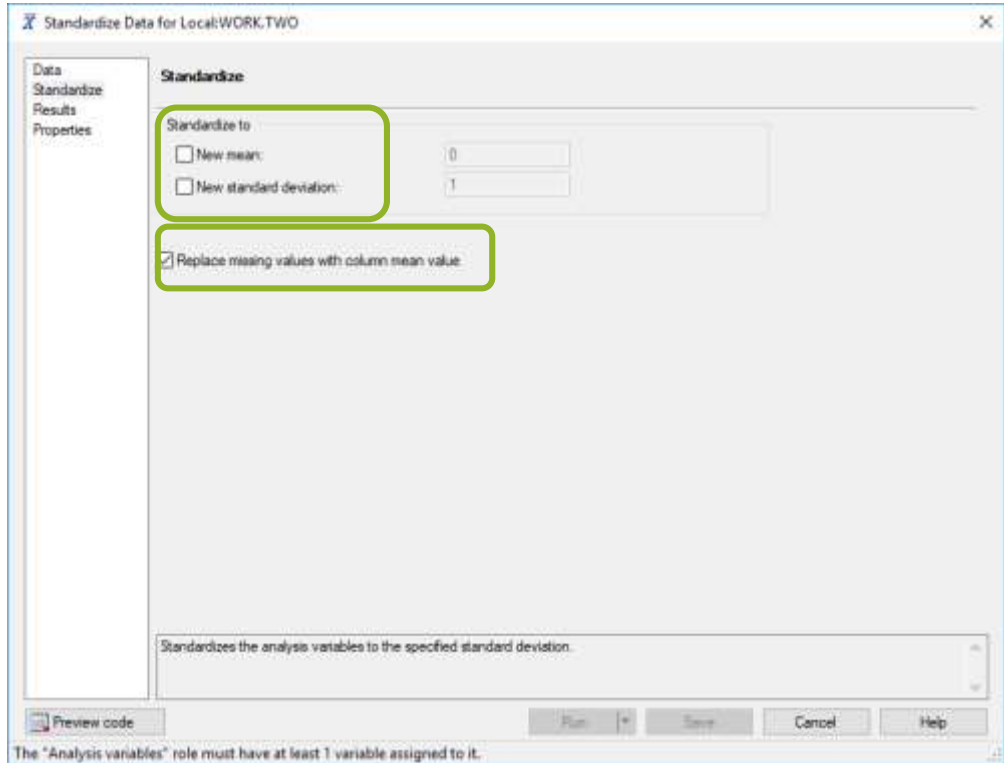 Standardize Data for Local:WORK.TWO
Data
Standardize
Results
Properties
Standardize
Standardize to
New mean: 0
New standard deviation: 1
Replace missing values with column mean value
Standardizes the analysis variables to the specified standard deviation.
Preview code
Run
Save
Cancel
Help
The "Analysis variables" role must have at least 1 variable assigned to it.